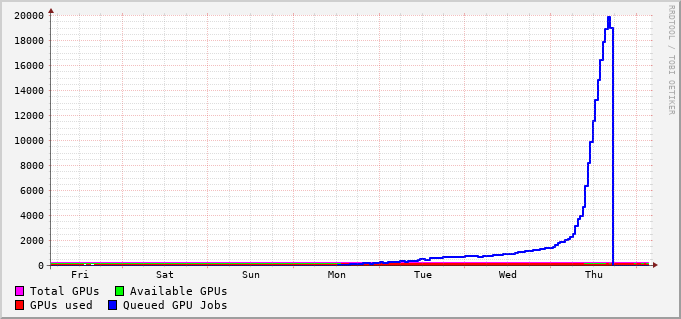 20000
18000
16000
14000
12000
10000
8000
6000
4000
2000
0
Fri Sat Sun Mon Tue Wed Thu
Total GPUs Available GPUs
GPUs used Queued GPU Jobs
RRDTOOL / TOBI OETIKER